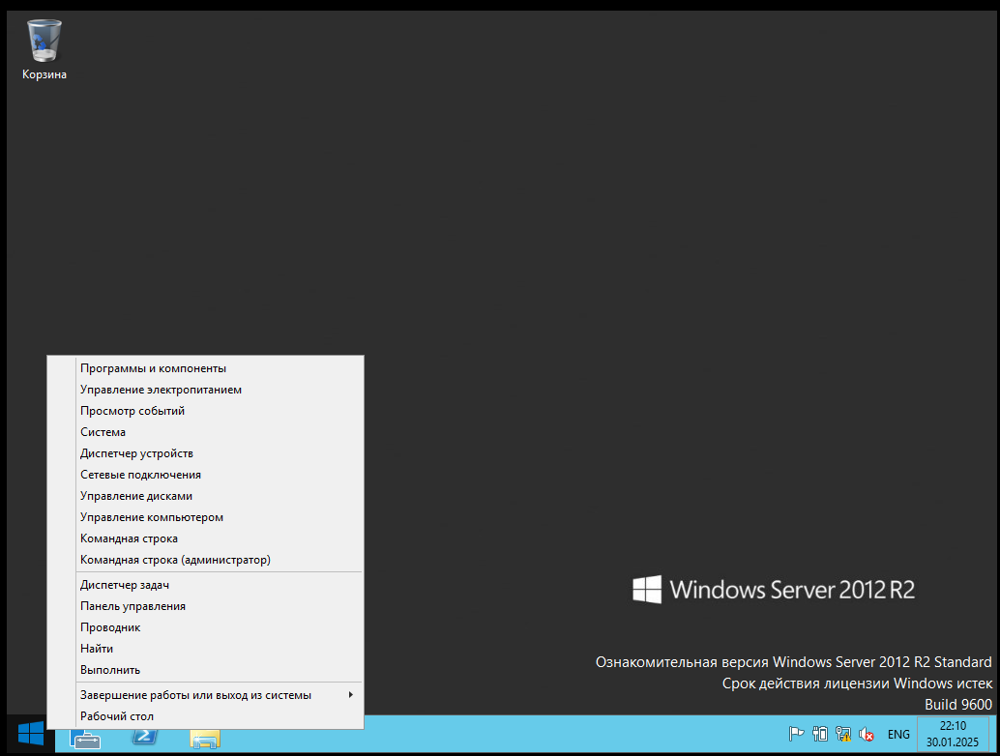 Корзина
Программы и компоненты
Управление электропитанием
Просмотр событий
Система
Диспетчер устройств
Сетевые подключения
Управление дисками
Управление компьютером
Командная строка
Командная строка (администратор)
Диспетчер задач
Панель управления
Проводник
Найти
Выполнить
Завершение работы или выход из системы
Рабочий стол
Windows Server 2012 R2
Ознакомительная версия Windows Server 2012 R2 Standard
Срок действия лицензии Windows истек
Build 9600
ENG
22:10
30.01.2025